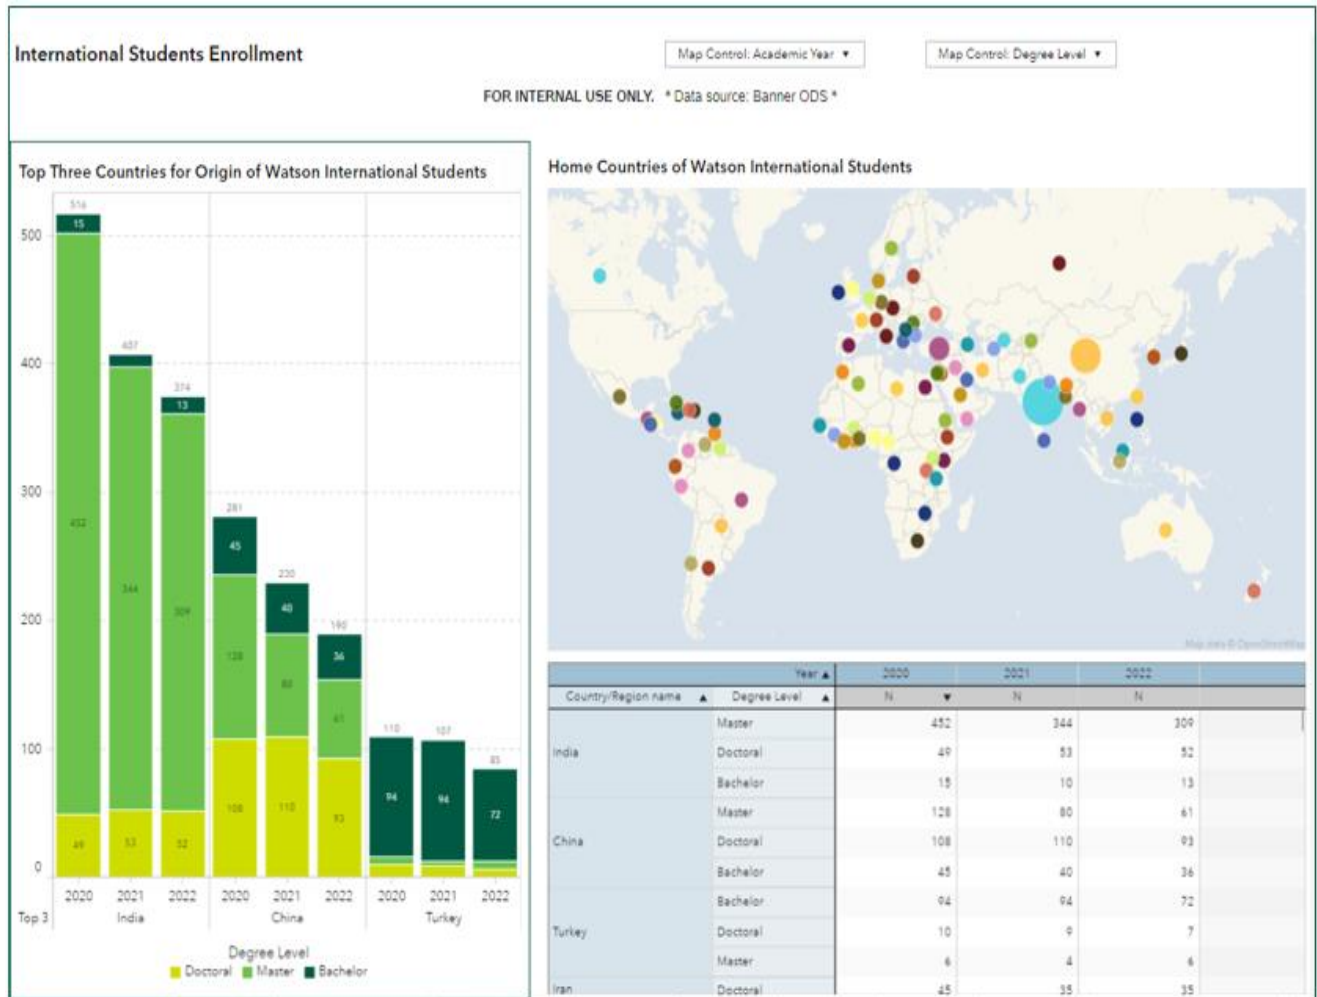 International Students Enrollment
Map Control: Academic Year ▼
Map Control: Degree Level ▼
FOR INTERNAL USE ONLY. * Data source: Banner ODS *
Top Three Countries for Origin of Watson International Students
516
15
500
407
400
374
13
300
452
281
45
344
309
230
40
200
190
36
128
80
61
110
107
100
85
94
94
72
108
110
93
49
53
52
0
2020 2021 2022 2020 2021 2022 2020 2021 2022
Top 3 India China Turkey
Degree Level
Doctoral Master Bachelor
Home Countries of Watson International Students
Map data © OpenStreetMap
Year ▲ 2020 2021 2022
Country/Region name ▲ Degree Level ▲ N ▼ N N
India Master 452 344 309
Doctoral 49 53 52
Bachelor 15 10 13
China Master 128 80 61
Doctoral 108 110 93
Bachelor 45 40 36
Turkey Bachelor 94 94 72
Doctoral 10 9 7
Master 6 4 6
Iran Doctoral 45 35 35